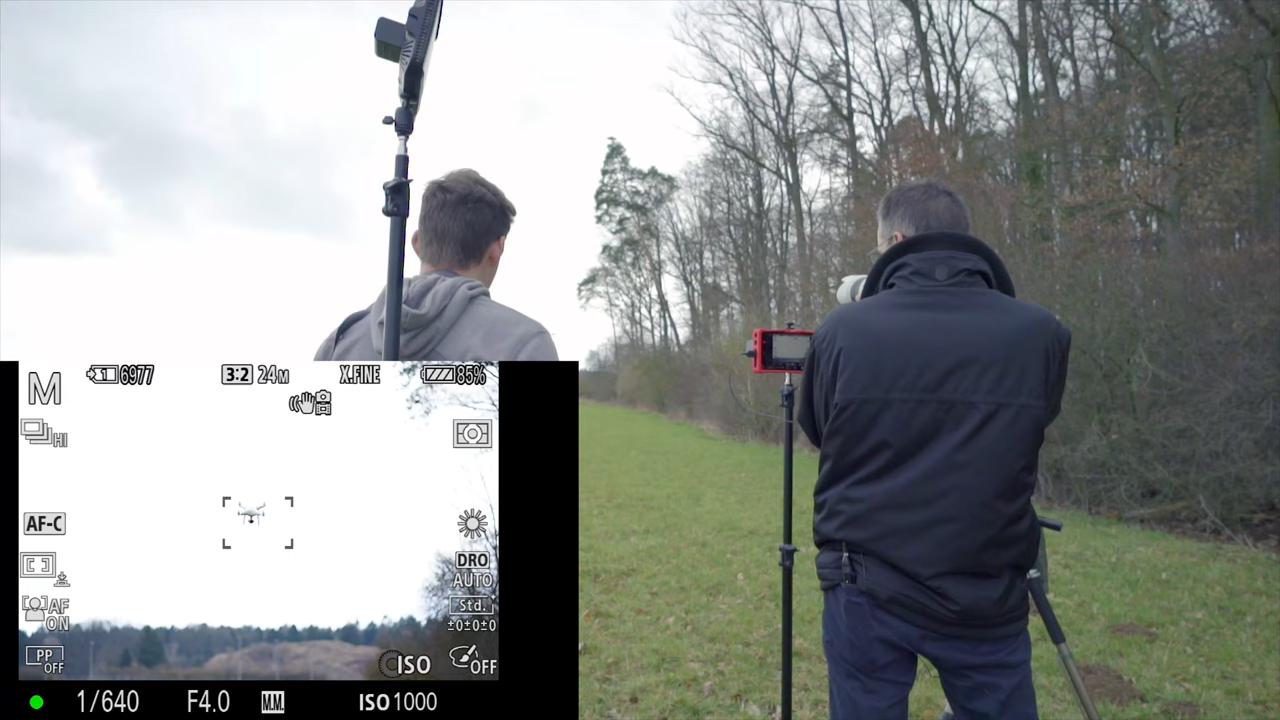 M 1 6977 3:2 24M X.FINE 85%
HI
AF-C
DRO
AUTO
AF
ON
Std.
±0±0±0
PP
OFF
ISO
OFF
1/640 F4.0 M.M. ISO 1000